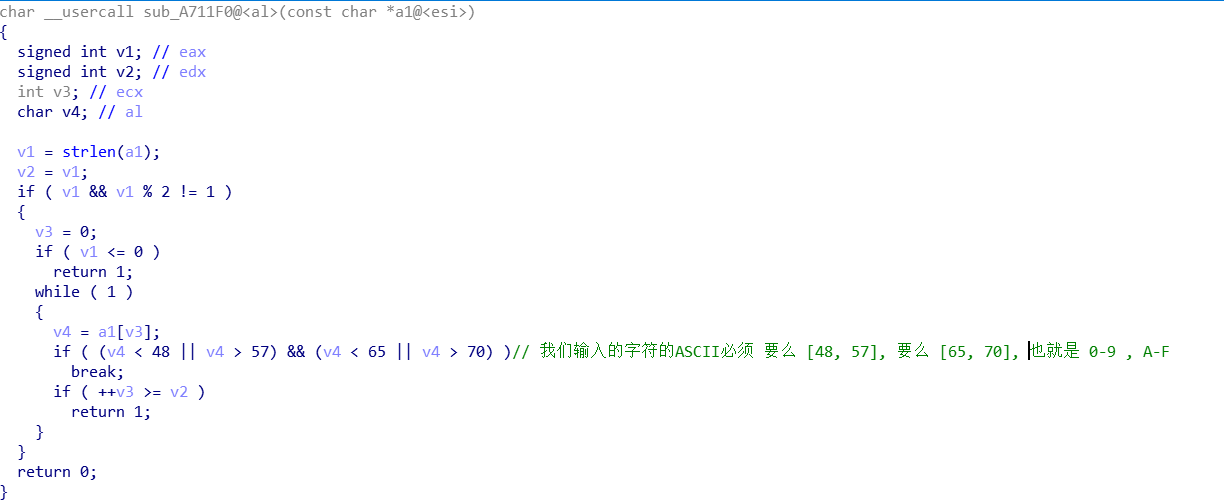 char __usercall sub_A711F0@<al>(const char *a1@<esi>)
{
  signed int v1; // eax
  signed int v2; // edx
  int v3; // ecx
  char v4; // al

  v1 = strlen(a1);
  v2 = v1;
  if ( v1 && v1 % 2 != 1 )
  {
    v3 = 0;
    if ( v1 <= 0 )
      return 1;
    while ( 1 )
    {
      v4 = a1[v3];
      if ( (v4 < 48 || v4 > 57) && (v4 < 65 || v4 > 70) )// 我们输入的字符的ASCII必须 要么 [48, 57], 要么 [65, 70], 也就是 0-9 , A-F
        break;
      if ( ++v3 >= v2 )
        return 1;
    }
  }
  return 0;
}